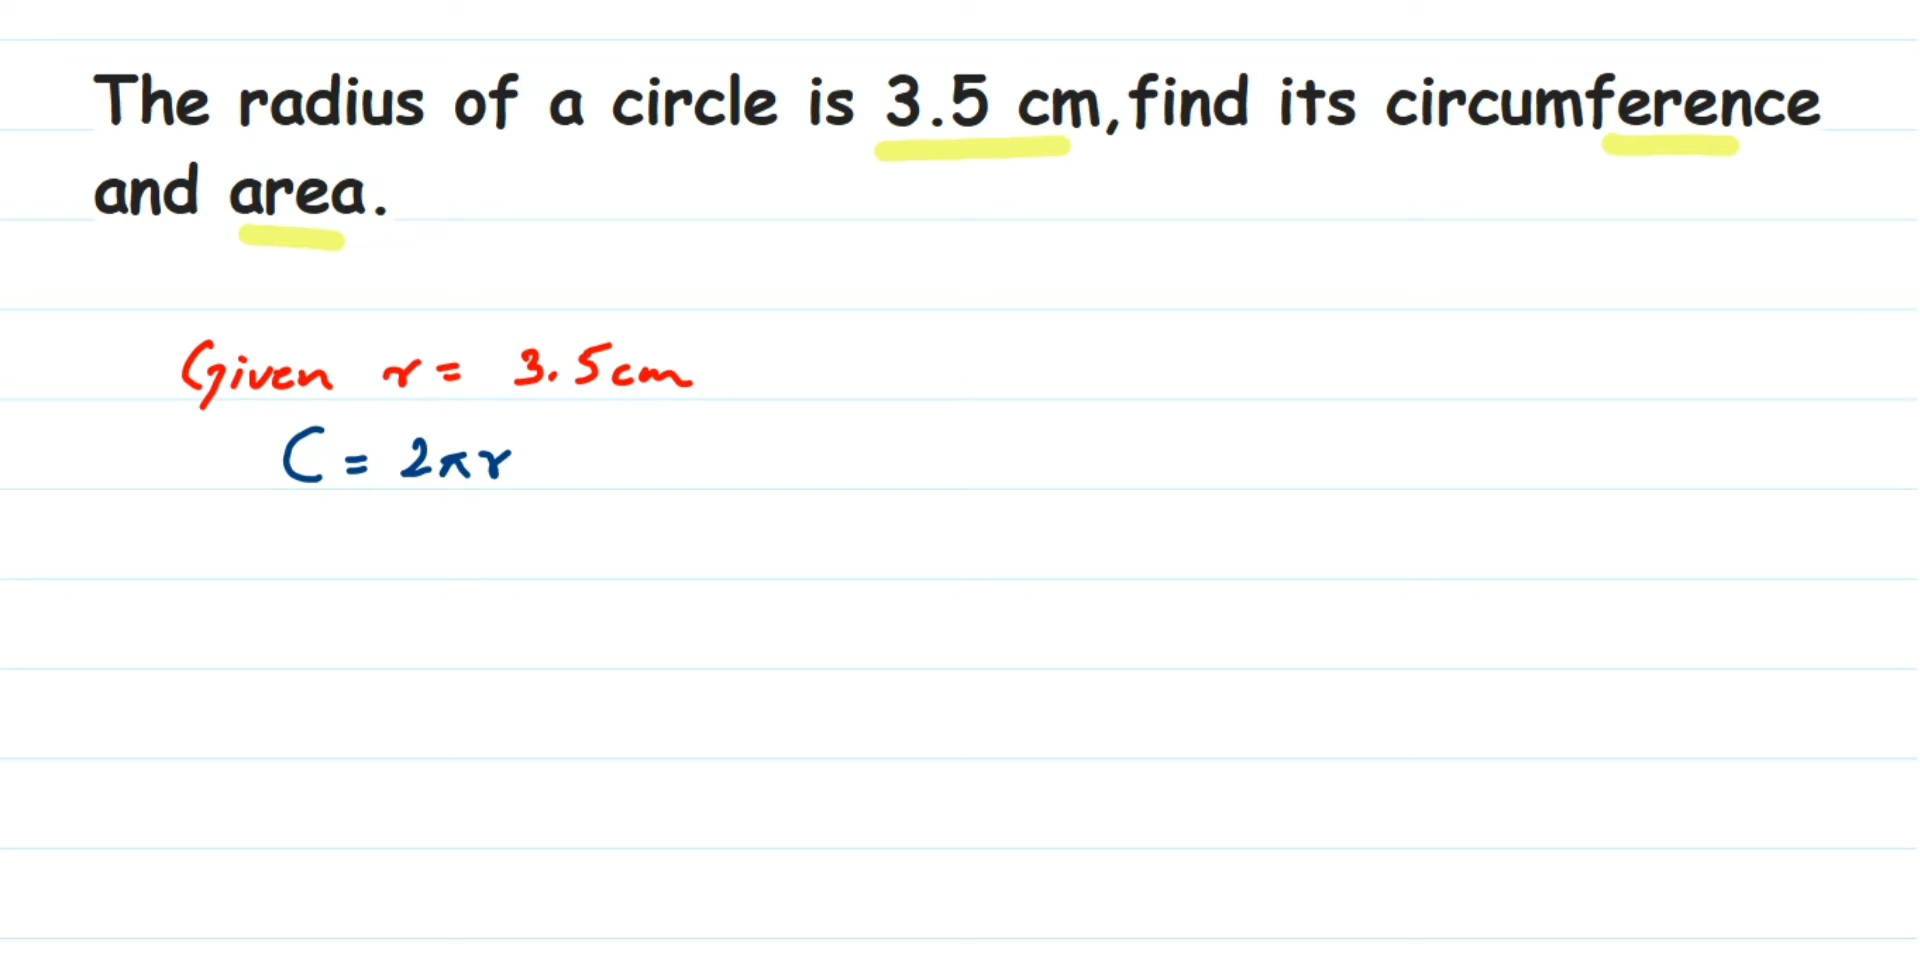 The radius of a circle is 3.5 cm,find its circumference
and area.
Given r = 3.5cm
C = 2πr